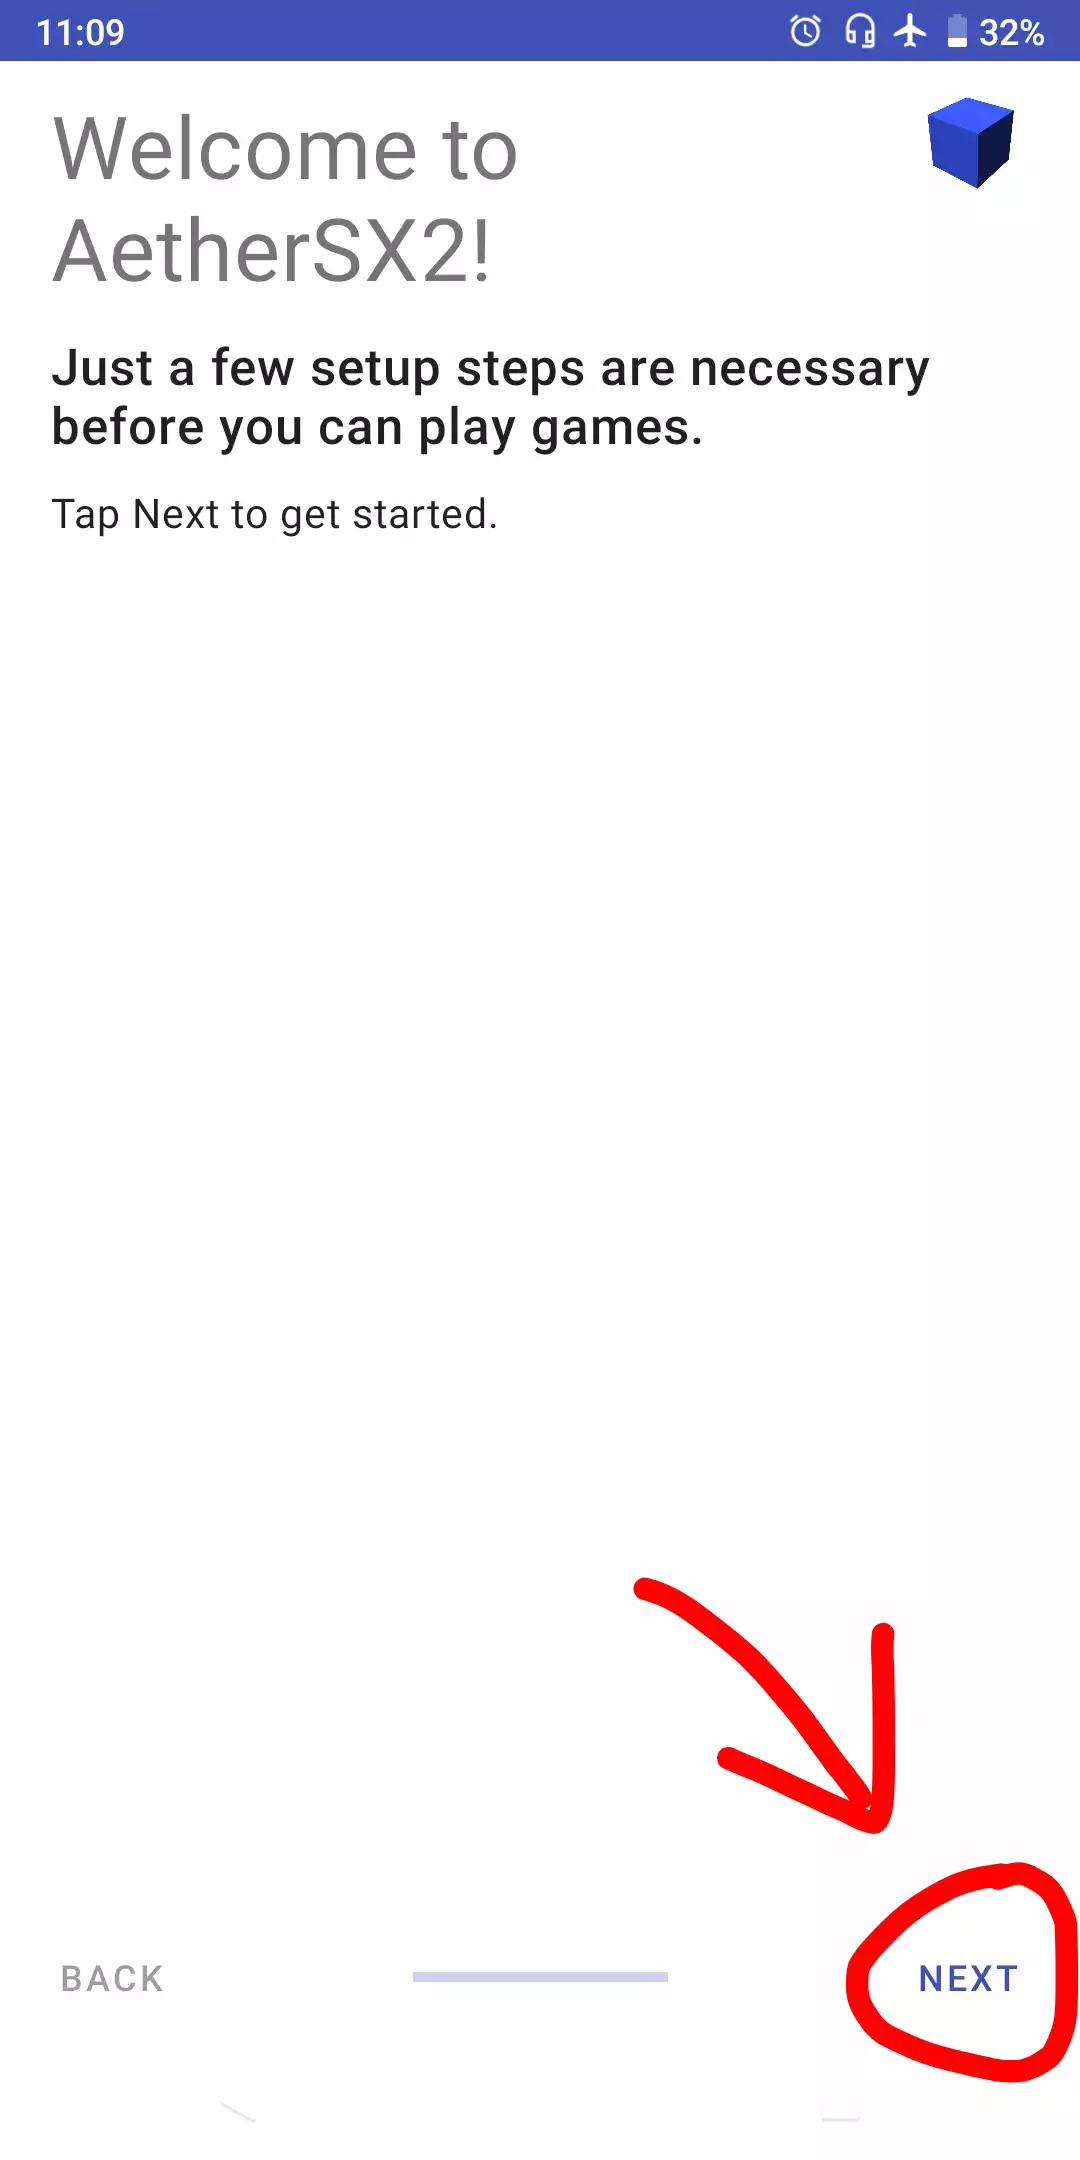 11:09 32%
Welcome to
AetherSX2!
Just a few setup steps are necessary
before you can play games.
Tap Next to get started.
BACK NEXT